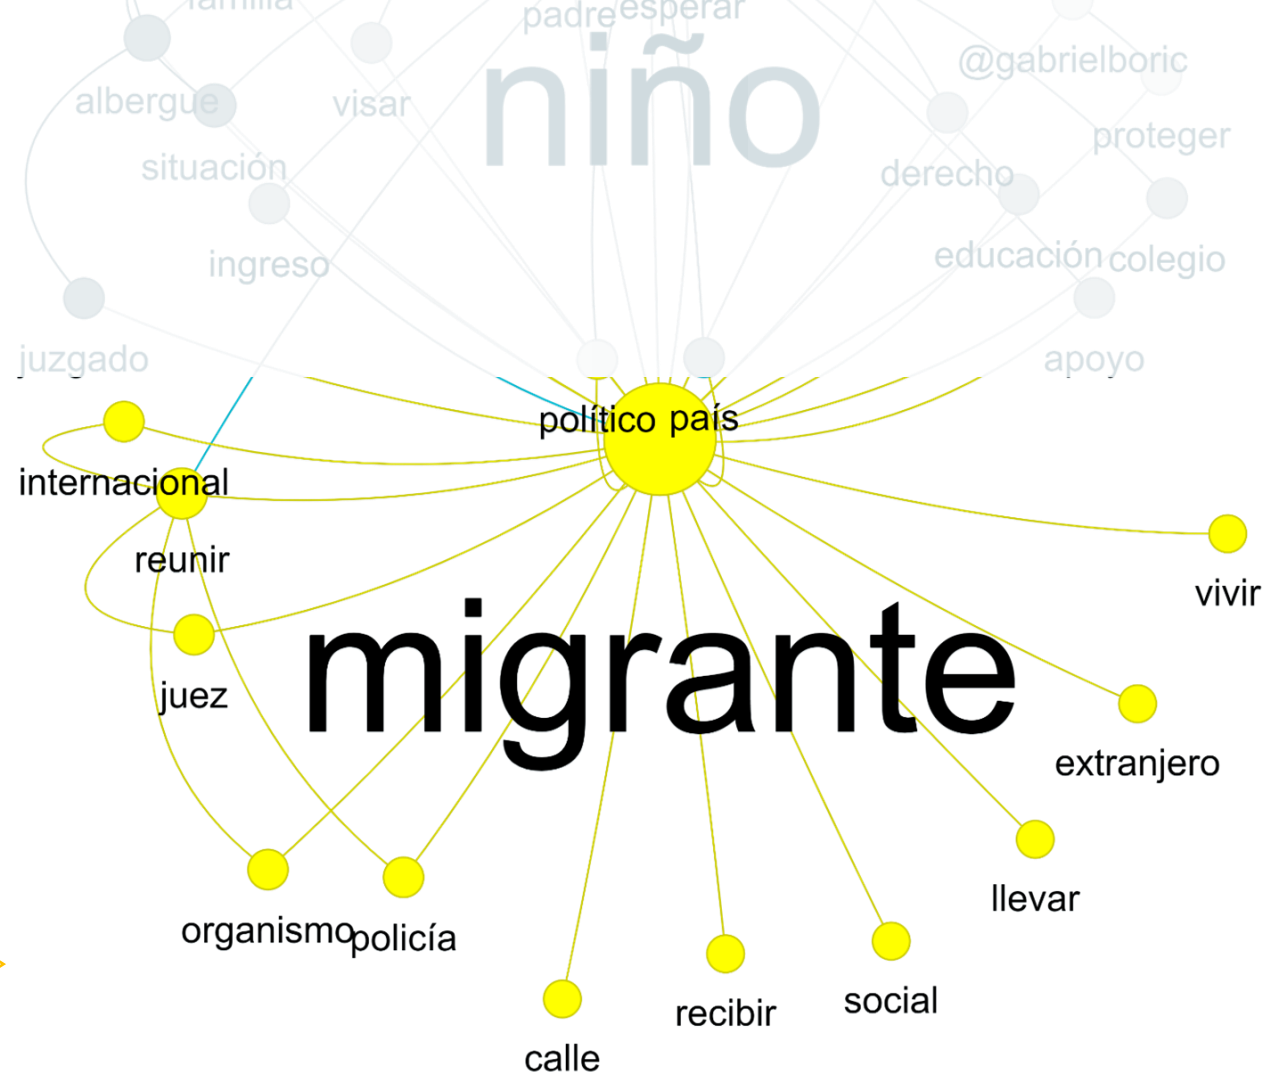 familia
padre esperar
@gabrielboric
niño
albergue visar
proteger
situación derecho
educación colegio
ingreso
juzgado apoyo
político país
internacional
reunir
vivir
juez
migrante
extranjero
llevar
organismo policía
social
recibir
calle